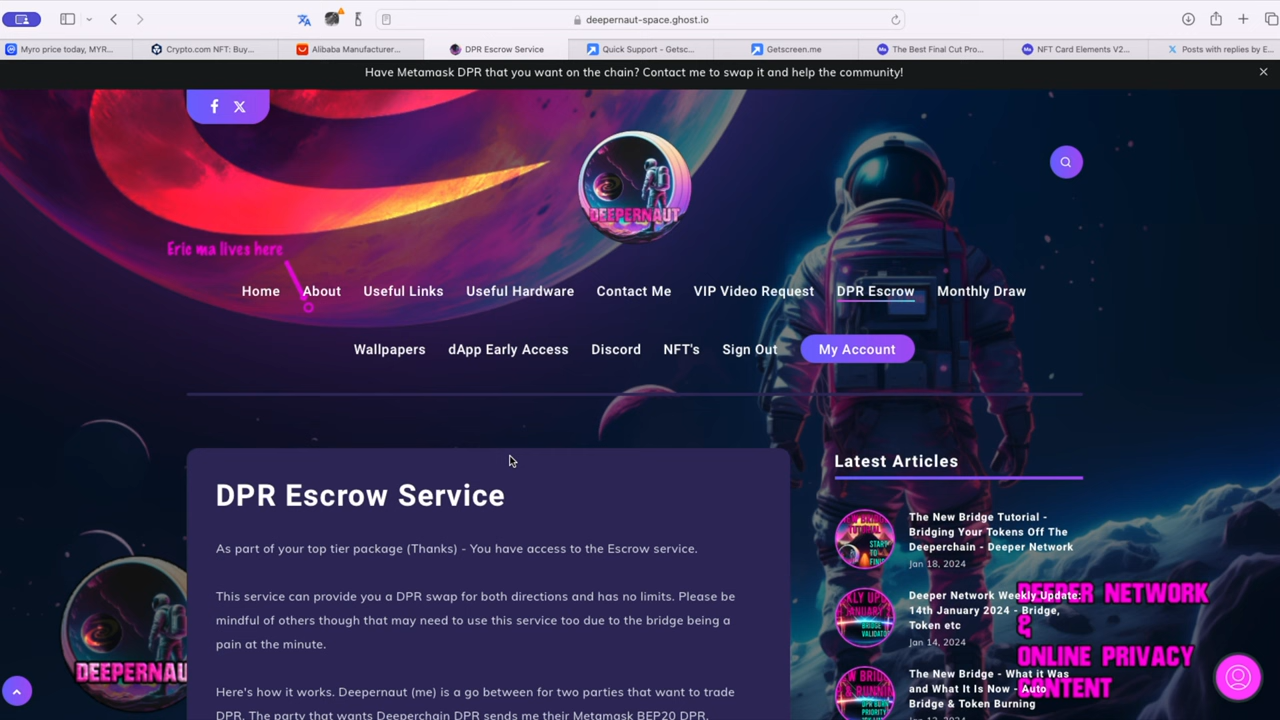 deepernaut-space.ghost.io
Myro price today, MYR...
Crypto.com NFT: Buy...
Alibaba Manufacturer...
DPR Escrow Service
Quick Support - Getsc...
Getscreen.me
The Best Final Cut Pro...
NFT Card Elements V2...
Posts with replies by E...
Have Metamask DPR that you want on the chain? Contact me to swap it and help the community!
DEEPERNAUT
Eric ma lives here
Home
About
Useful Links
Useful Hardware
Contact Me
VIP Video Request
DPR Escrow
Monthly Draw
Wallpapers
dApp Early Access
Discord
NFT's
Sign Out
My Account
DPR Escrow Service
As part of your top tier package (Thanks) - You have access to the Escrow service.
This service can provide you a DPR swap for both directions and has no limits. Please be
mindful of others though that may need to use this service too due to the bridge being a
pain at the minute.
Here's how it works. Deepernaut (me) is a go between for two parties that want to trade
DPR. The party that wants Deeperchain DPR sends me their Metamask BEP20 DPR.
Latest Articles
The New Bridge Tutorial -
Bridging Your Tokens Off The
Deeperchain - Deeper Network
Jan 18, 2024
Deeper Network Weekly Update:
14th January 2024 - Bridge,
Token etc
Jan 14, 2024
The New Bridge - What it Was
and What It Is Now - Auto
Bridge & Token Burning
DEEPERNAU
DEEPER NETWORK
&
ONLINE PRIVACY
CONTENT